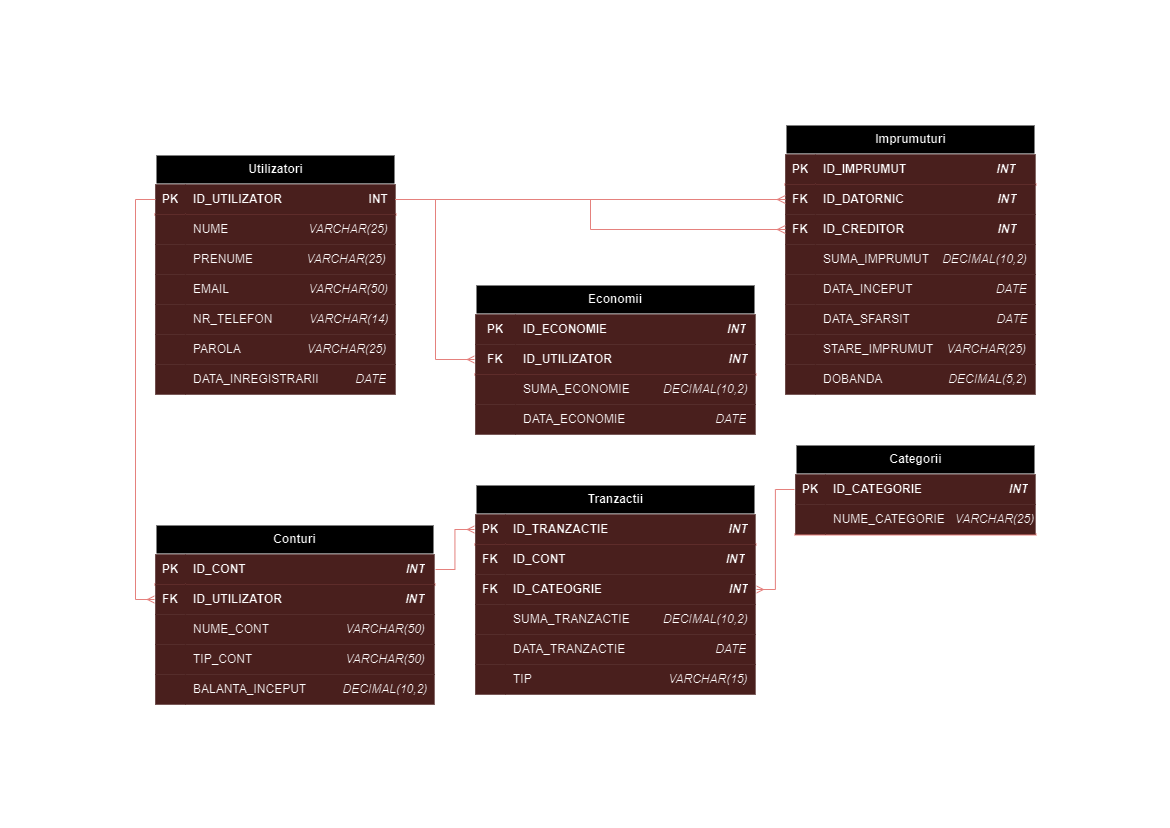 Utilizatori
PK ID_UTILIZATOR INT
NUME VARCHAR(25)
PRENUME VARCHAR(25)
EMAIL VARCHAR(50)
NR_TELEFON VARCHAR(14)
PAROLA VARCHAR(25)
DATA_INREGISTRARII DATE
Imprumuturi
PK ID_IMPRUMUT INT
FK ID_DATORNIC INT
FK ID_CREDITOR INT
SUMA_IMPRUMUT DECIMAL(10,2)
DATA_INCEPUT DATE
DATA_SFARSIT DATE
STARE_IMPRUMUT VARCHAR(25)
DOBANDA DECIMAL(5,2)
Economii
PK ID_ECONOMIE INT
FK ID_UTILIZATOR INT
SUMA_ECONOMIE DECIMAL(10,2)
DATA_ECONOMIE DATE
Categorii
PK ID_CATEGORIE INT
NUME_CATEGORIE VARCHAR(25)
Conturi
PK ID_CONT INT
FK ID_UTILIZATOR INT
NUME_CONT VARCHAR(50)
TIP_CONT VARCHAR(50)
BALANTA_INCEPUT DECIMAL(10,2)
Tranzactii
PK ID_TRANZACTIE INT
FK ID_CONT INT
FK ID_CATEOGRIE INT
SUMA_TRANZACTIE DECIMAL(10,2)
DATA_TRANZACTIE DATE
TIP VARCHAR(15)